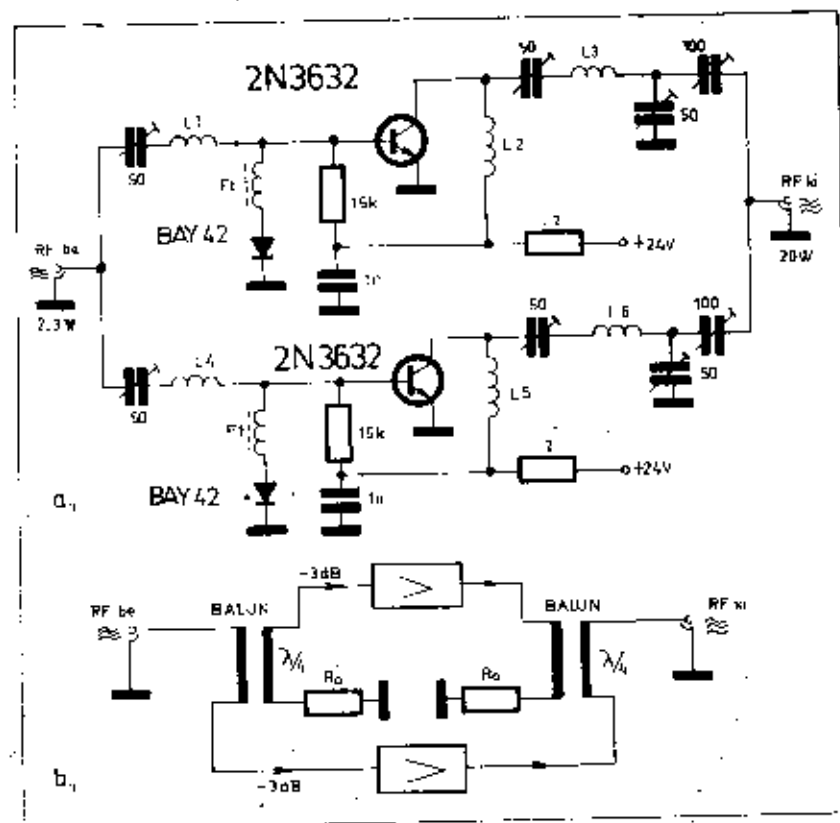 50
L3
100
2N3632
L1
50
L2
50
Ft
15k
RF ki
BAY 42
+24V
20W
RF be
2.3W
50
L6
100
2N3632
L4
50
50
L5
Ft
15k
+24V
a.,
BAY 42
1n
-3dB
RF be
BALUN
BALUN
λ/4
λ/4
Ro
Ro
b.,
-3dB